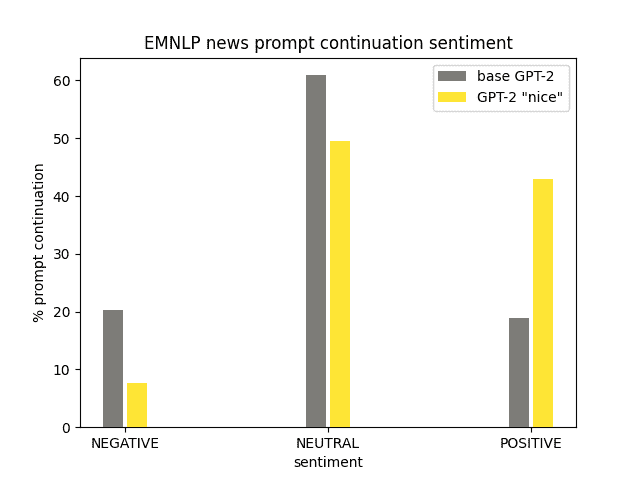 EMNLP news prompt continuation sentiment
base GPT-2
GPT-2 "nice"
% prompt continuation
60
50
40
30
20
10
0
NEGATIVE NEUTRAL POSITIVE
sentiment